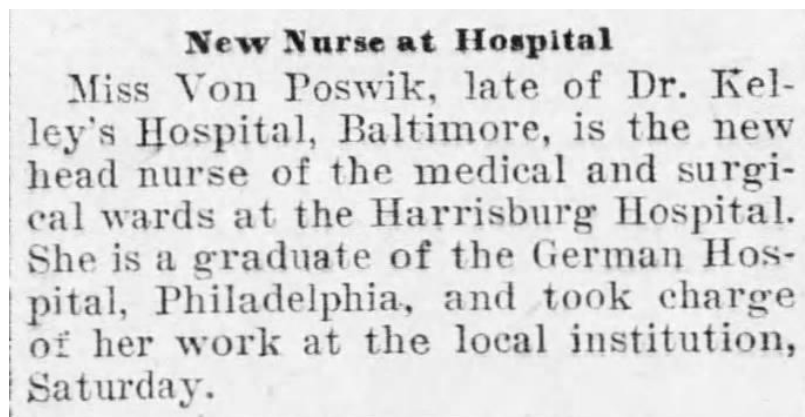 New Nurse at Hospital
Miss Von Poswik, late of Dr. Kel-
ley's Hospital, Baltimore, is the new
head nurse of the medical and surgi-
cal wards at the Harrisburg Hospital.
She is a graduate of the German Hos-
pital, Philadelphia, and took charge
of her work at the local institution,
Saturday.